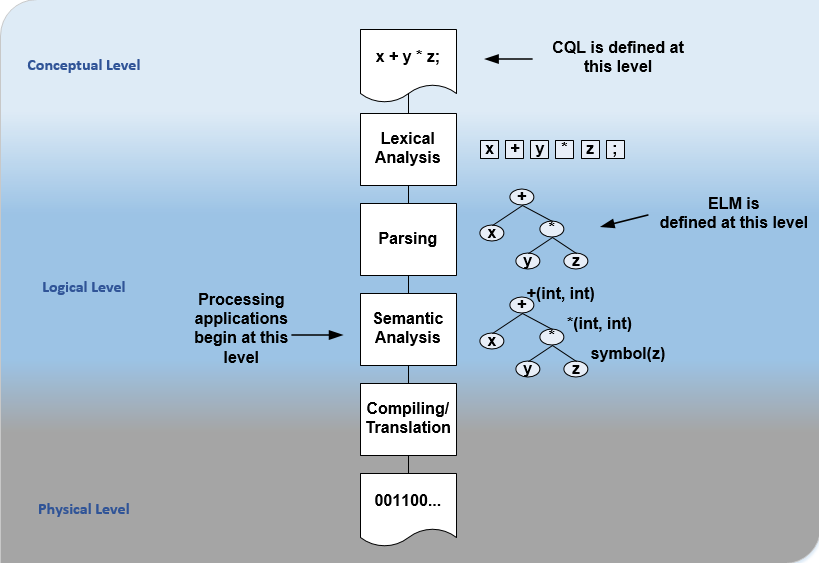 x + y * z;
CQL is defined at
this level
Conceptual Level
Lexical
Analysis
x + y * z ;
+
x *
y z
ELM is
defined at this level
Parsing
Logical Level
Processing
applications
begin at this
level
Semantic
Analysis
+(int, int)
+
*(int, int)
x *
symbol(z)
y z
Compiling/
Translation
001100...
Physical Level